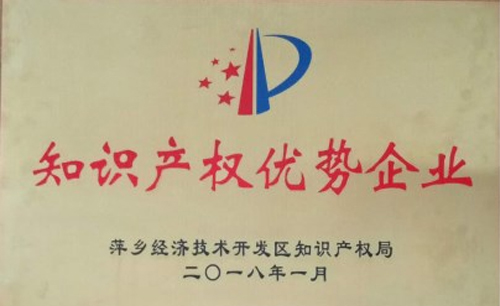 知识产权优势企业
萍乡经济技术开发区知识产权局
二〇一八年一月